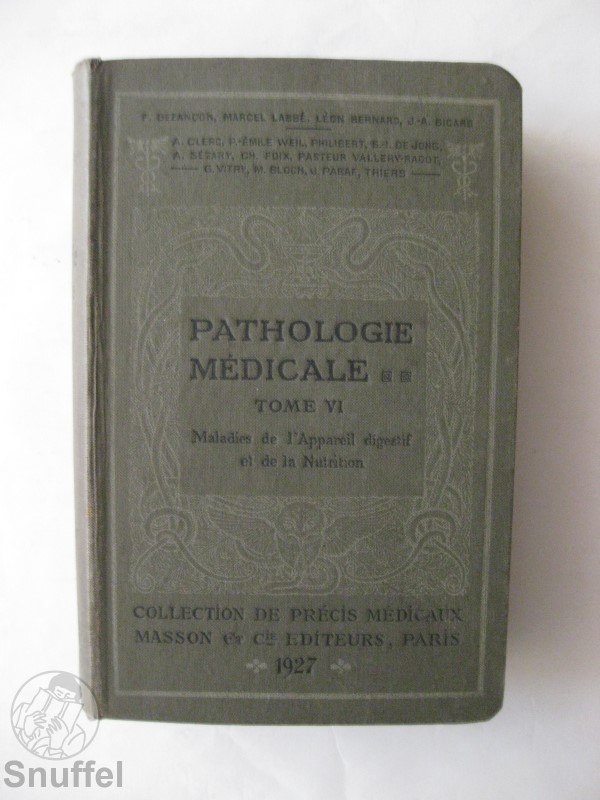 F. BEZANÇON, MARCEL LABBÉ, LÉON BERNARD, J.-A. SICARD
A. CLERC, P.-ÉMILE WEIL, PHILIBERT, S.-I. DE JONG,
A. SÉZARY, CH. FOIX, PASTEUR VALLERY-RADOT,
G. VITRY, M. BLOCH, J. PARAF, THIERS
PATHOLOGIE
MÉDICALE
TOME VI
Maladies de l'Appareil digestif
et de la Nutrition
COLLECTION DE PRÉCIS MÉDICAUX
MASSON ET CIE EDITEURS, PARIS
1927
Snuffel